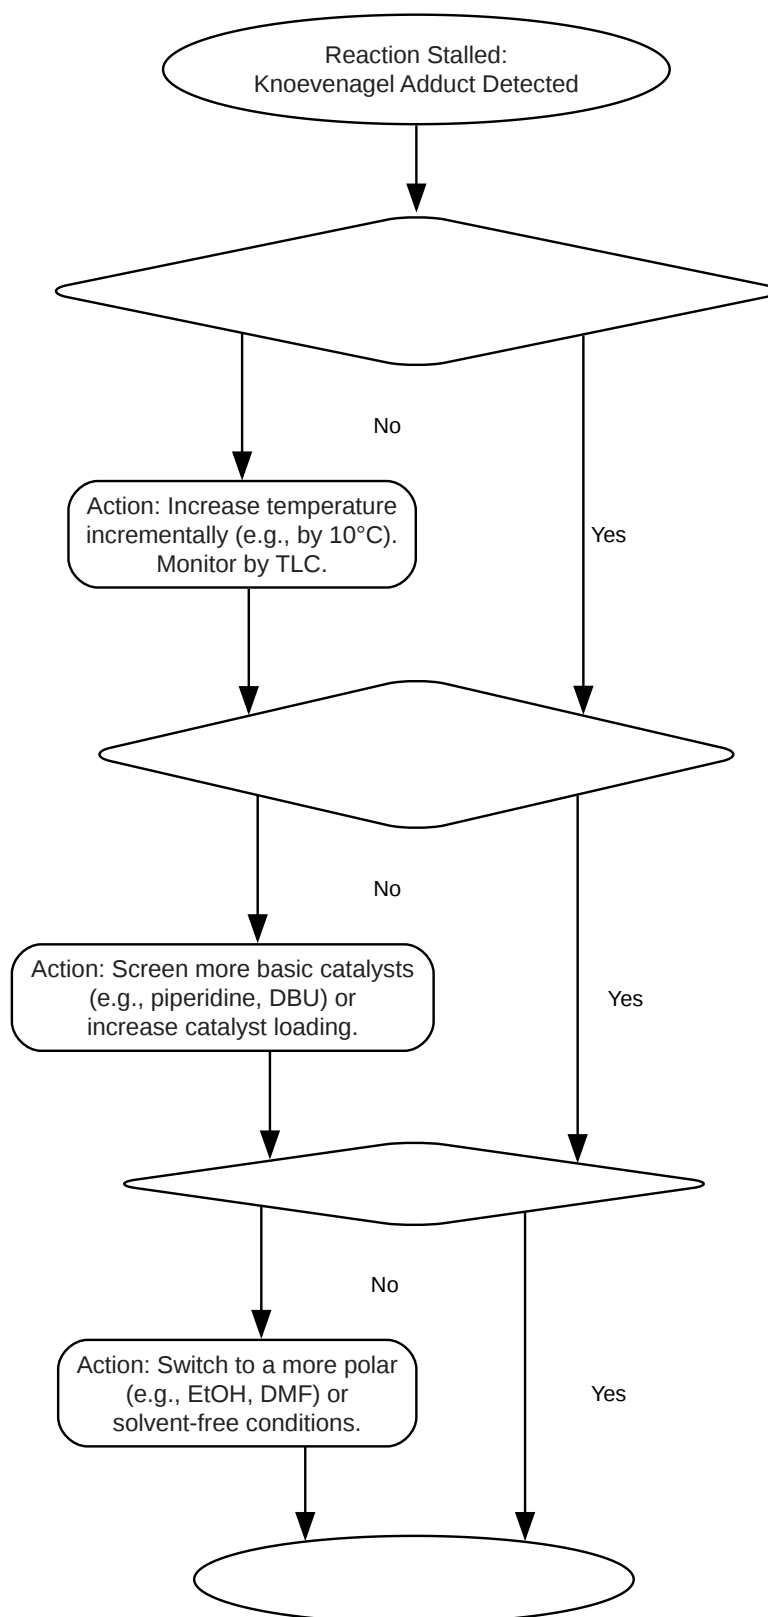 Reaction Stalled:
Knoevenagel Adduct Detected
No
Action: Increase temperature
incrementally (e.g., by 10°C).
Monitor by TLC.
Yes
No
Action: Screen more basic catalysts
(e.g., piperidine, DBU) or
increase catalyst loading.
Yes
No
Action: Switch to a more polar
(e.g., EtOH, DMF) or
solvent-free conditions.
Yes